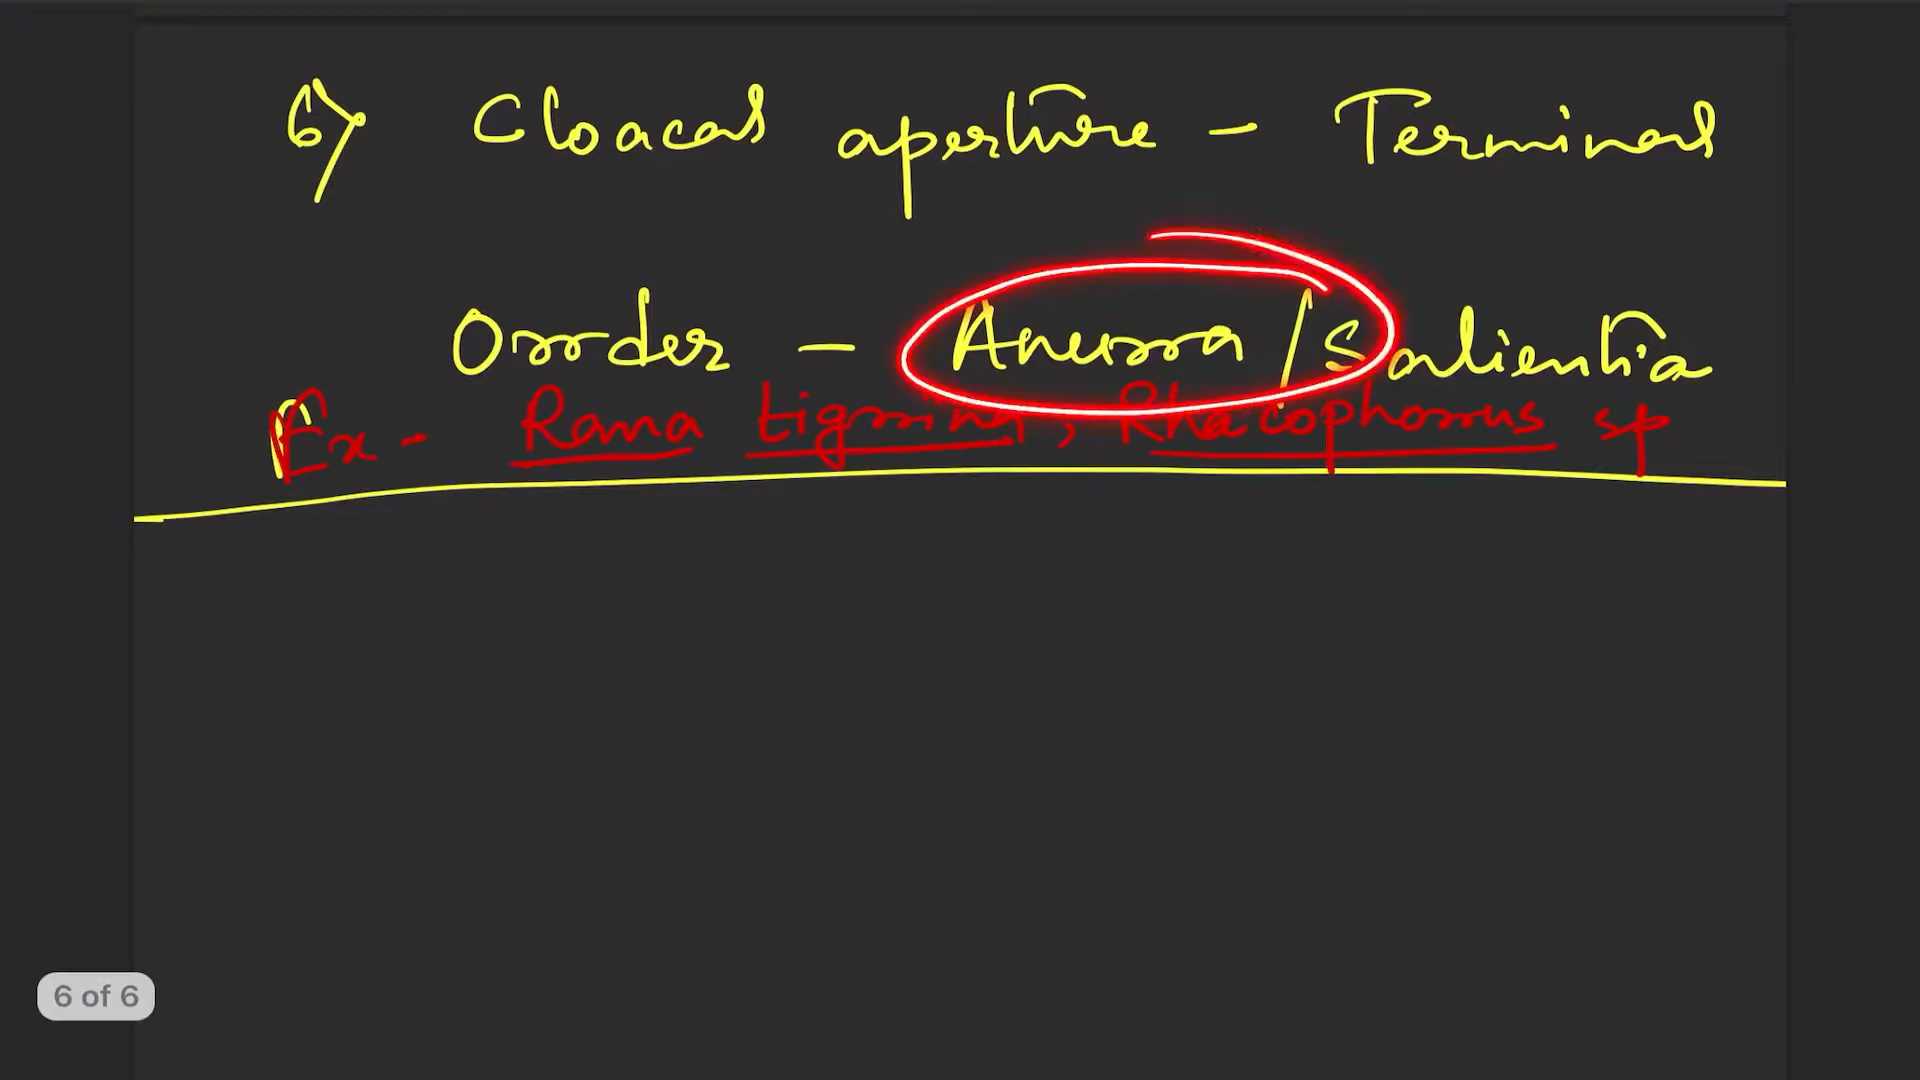 6) Cloacal aperture - Terminal
Order - Anura / Salientia
Ex - Rana tigrina, Rhacophorus sp
6 of 6